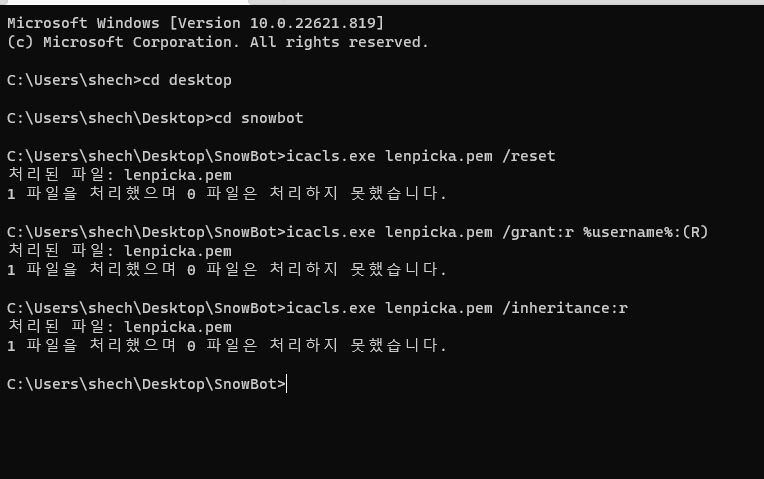 Microsoft Windows [Version 10.0.22621.819]
(c) Microsoft Corporation. All rights reserved.
C:\Users\shech>cd desktop
C:\Users\shech\Desktop>cd snowbot
C:\Users\shech\Desktop\SnowBot>icacls.exe lenpicka.pem /reset
처리된 파일: lenpicka.pem
1 파일을 처리했으며 0 파일은 처리하지 못했습니다.
C:\Users\shech\Desktop\SnowBot>icacls.exe lenpicka.pem /grant:r %username%:(R)
처리된 파일: lenpicka.pem
1 파일을 처리했으며 0 파일은 처리하지 못했습니다.
C:\Users\shech\Desktop\SnowBot>icacls.exe lenpicka.pem /inheritance:r
처리된 파일: lenpicka.pem
1 파일을 처리했으며 0 파일은 처리하지 못했습니다.
C:\Users\shech\Desktop\SnowBot>